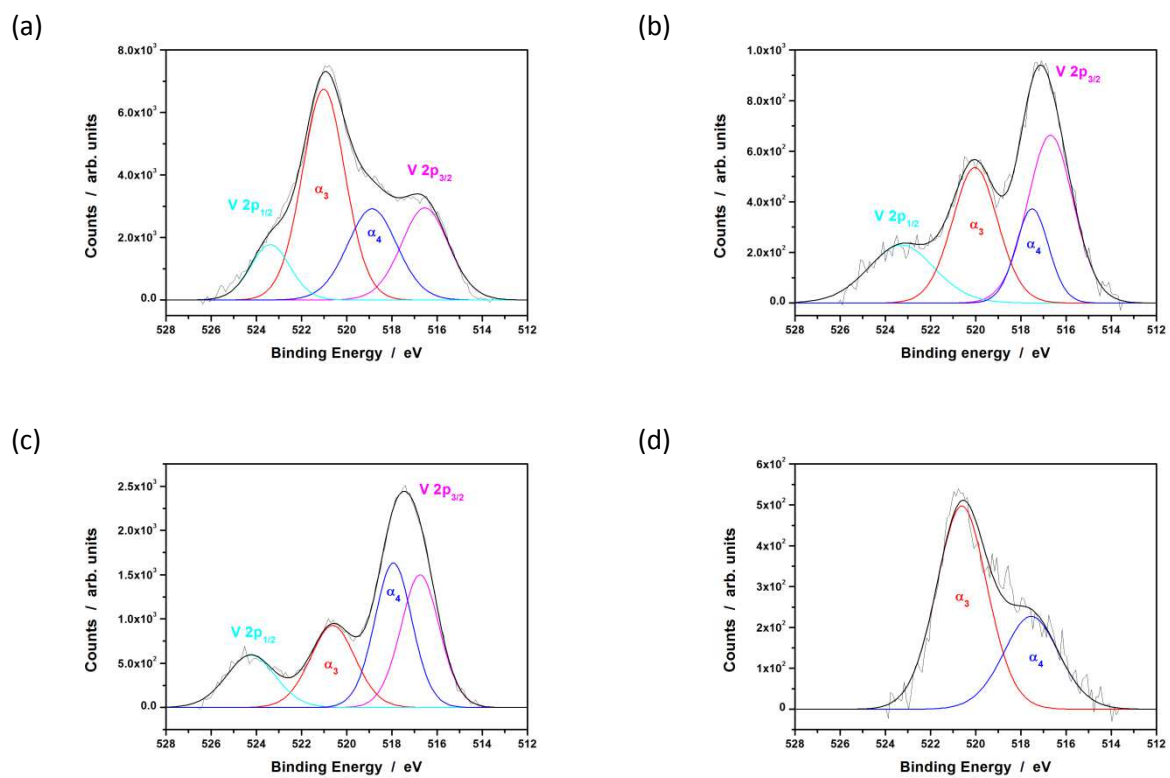 (a)
8.0x10³
6.0x10³
4.0x10³
2.0x10³
0.0
Counts / arb. units
V 2p₁/₂
α₃
α₄
V 2p₃/₂
528 526 524 522 520 518 516 514 512
Binding Energy / eV
(b)
1.0x10³
8.0x10²
6.0x10²
4.0x10²
2.0x10²
0.0
Counts / arb. units
V 2p₁/₂
α₃
α₄
V 2p₃/₂
528 526 524 522 520 518 516 514 512
Binding energy / eV
(c)
2.5x10³
2.0x10³
1.5x10³
1.0x10³
5.0x10²
0.0
Counts / arb. units
V 2p₁/₂
α₃
α₄
V 2p₃/₂
528 526 524 522 520 518 516 514 512
Binding Energy / eV
(d)
6x10²
5x10²
4x10²
3x10²
2x10²
1x10²
0
Counts / arb. units
α₃
α₄
528 526 524 522 520 518 516 514 512
Binding Energy / eV